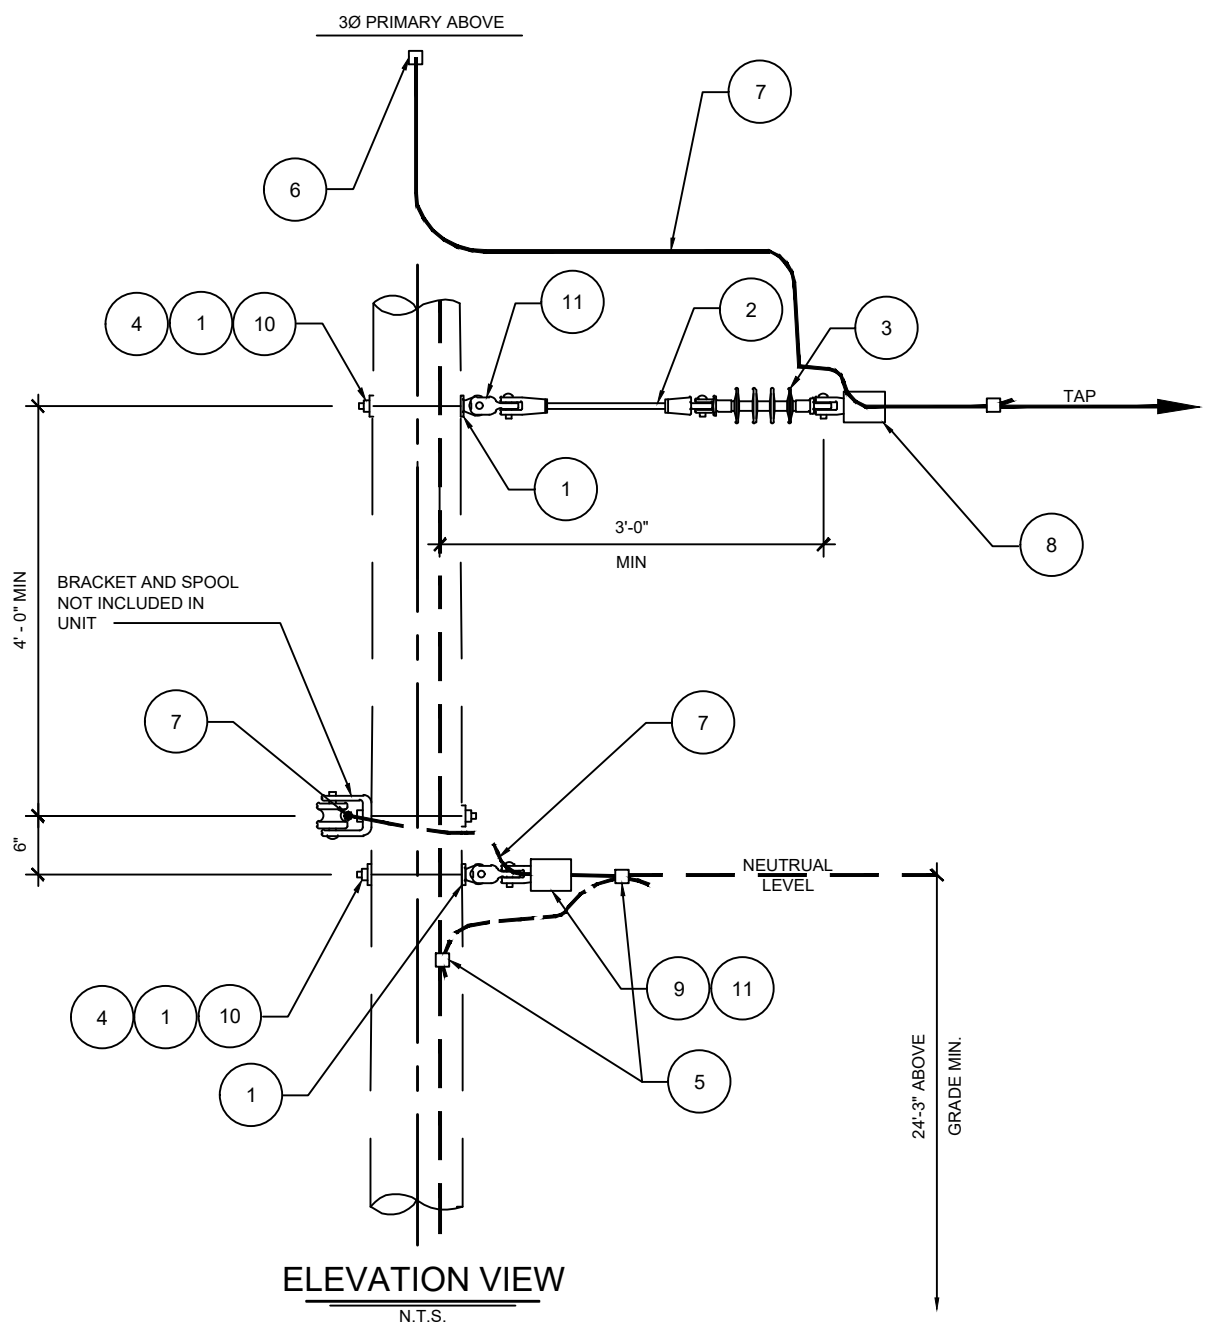 3Ø PRIMARY ABOVE
7
6
11
2
3
4 1 10
TAP
1
3'-0"
MIN
8
4' - 0" MIN
BRACKET AND SPOOL
NOT INCLUDED IN
UNIT
7
7
6"
NEUTRUAL
LEVEL
9 11
4 1 10
5
1
24'-3" ABOVE
GRADE MIN.
ELEVATION VIEW
N.T.S.